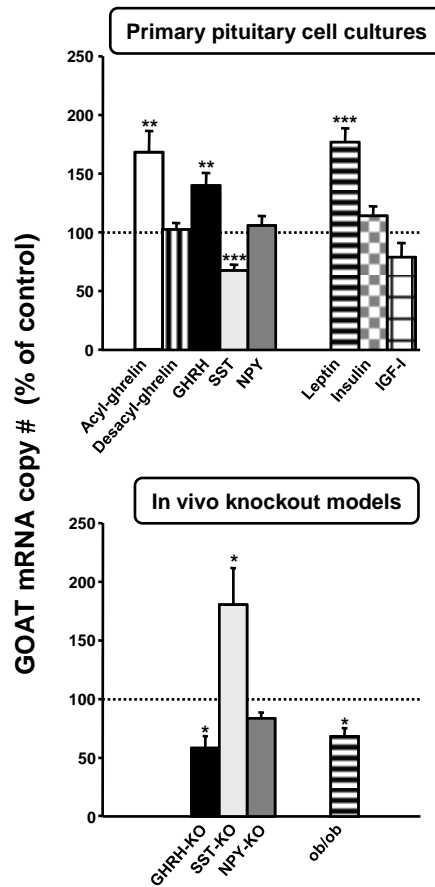 Primary pituitary cell cultures
GOAT mRNA copy # (% of control)
250
200
150
100
50
0
**
**
***
***
Acyl-ghrelin
Desacyl-ghrelin
GHRH
SST
NPY
Leptin
Insulin
IGF-I
In vivo knockout models
250
200
150
100
50
0
*
*
*
GHRH-KO
SST-KO
NPY-KO
ob/ob